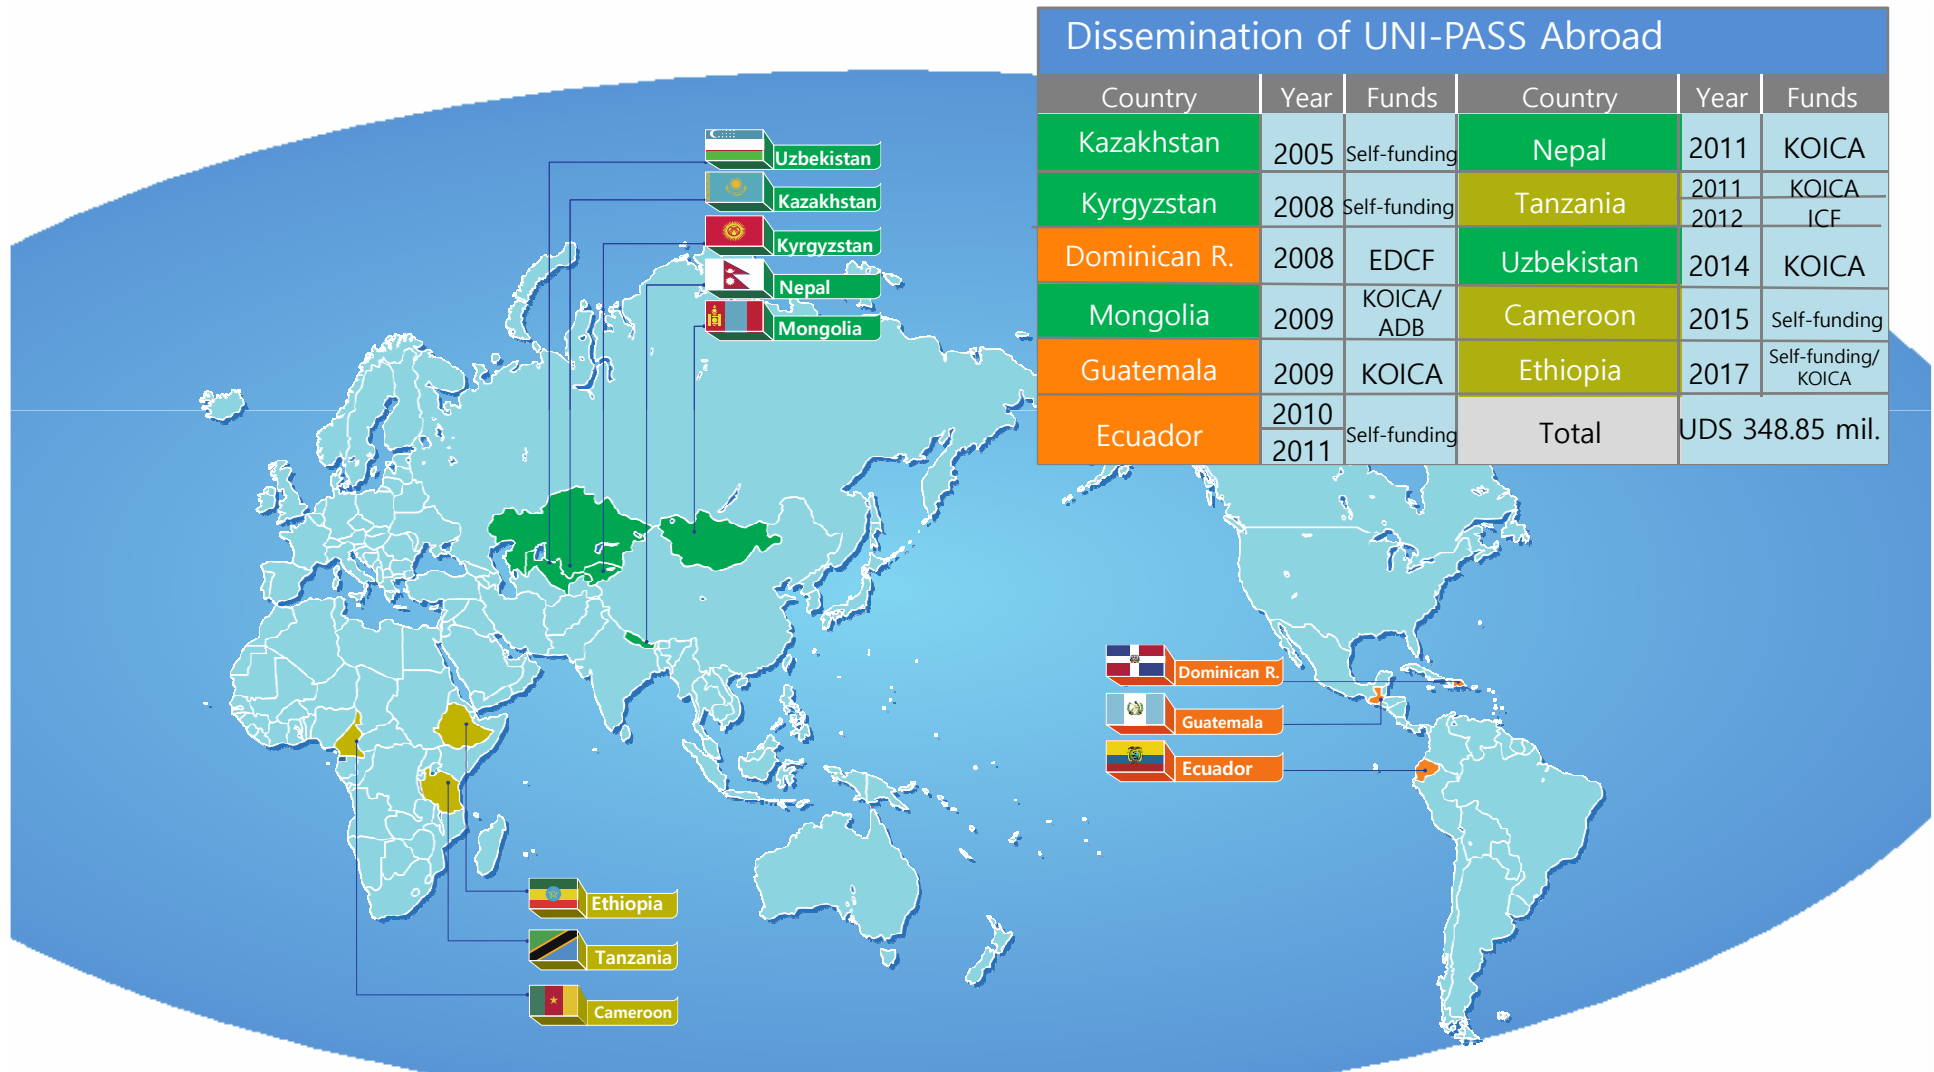 Dissemination of UNI-PASS Abroad
Country Year Funds Country Year Funds
Kazakhstan 2005 Self-funding Nepal 2011 KOICA
Kyrgyzstan 2008 Self-funding Tanzania 2011 KOICA
2012 ICF
Dominican R. 2008 EDCF Uzbekistan 2014 KOICA
Mongolia 2009 KOICA/
ADB
Cameroon 2015 Self-funding
Guatemala 2009 KOICA Ethiopia 2017 Self-funding/
KOICA
Ecuador 2010
2011
Self-funding Total UDS 348.85 mil.
Uzbekistan
Kazakhstan
Kyrgyzstan
Nepal
Mongolia
Dominican R.
Guatemala
Ecuador
Ethiopia
Tanzania
Cameroon